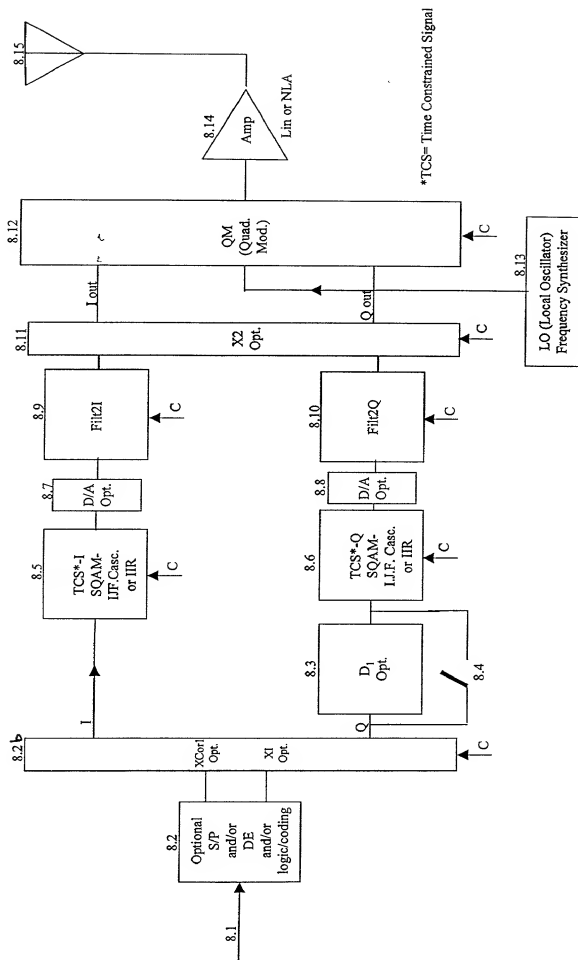 8.1
8.2
Optional
S/P
and/or
DE
and/or
logic/coding
8.2b
XCor1
Opt.
X1
Opt.
C
I
Q
8.3
D1
Opt.
8.4
8.5
TCS*-I
SQAM-
IJF.Casc.
or IIR
C
8.6
TCS*-Q
SQAM-
I.J.F. Casc.
or IIR
C
8.7
D/A
Opt.
8.8
D/A
Opt.
8.9
Filt2I
C
8.10
Filt2Q
C
8.11
X2
Opt.
C
I out
Q out
8.12
QM
(Quad.
Mod.)
C
8.13
LO (Local Oscillator)
Frequency Synthesizer
8.14
Amp
Lin or NLA
8.15
*TCS= Time Constrained Signal